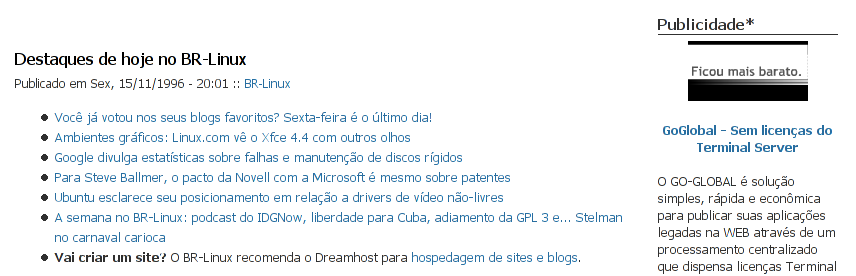 Destaques de hoje no BR-Linux
Publicado em Sex, 15/11/1996 - 20:01 :: BR-Linux
Você já votou nos seus blogs favoritos? Sexta-feira é o último dia!
Ambientes gráficos: Linux.com vê o Xfce 4.4 com outros olhos
Google divulga estatísticas sobre falhas e manutenção de discos rígidos
Para Steve Ballmer, o pacto da Novell com a Microsoft é mesmo sobre patentes
Ubuntu esclarece seu posicionamento em relação a drivers de vídeo não-livres
A semana no BR-Linux: podcast do IDGNow, liberdade para Cuba, adiamento da GPL 3 e... Stelman
no carnaval carioca
Vai criar um site? O BR-Linux recomenda o Dreamhost para hospedagem de sites e blogs.
Publicidade*
Ficou mais barato.
GoGlobal - Sem licenças do
Terminal Server
O GO-GLOBAL é solução
simples, rápida e econômica
para publicar suas aplicações
legadas na WEB através de um
processamento centralizado
que dispensa licenças Terminal